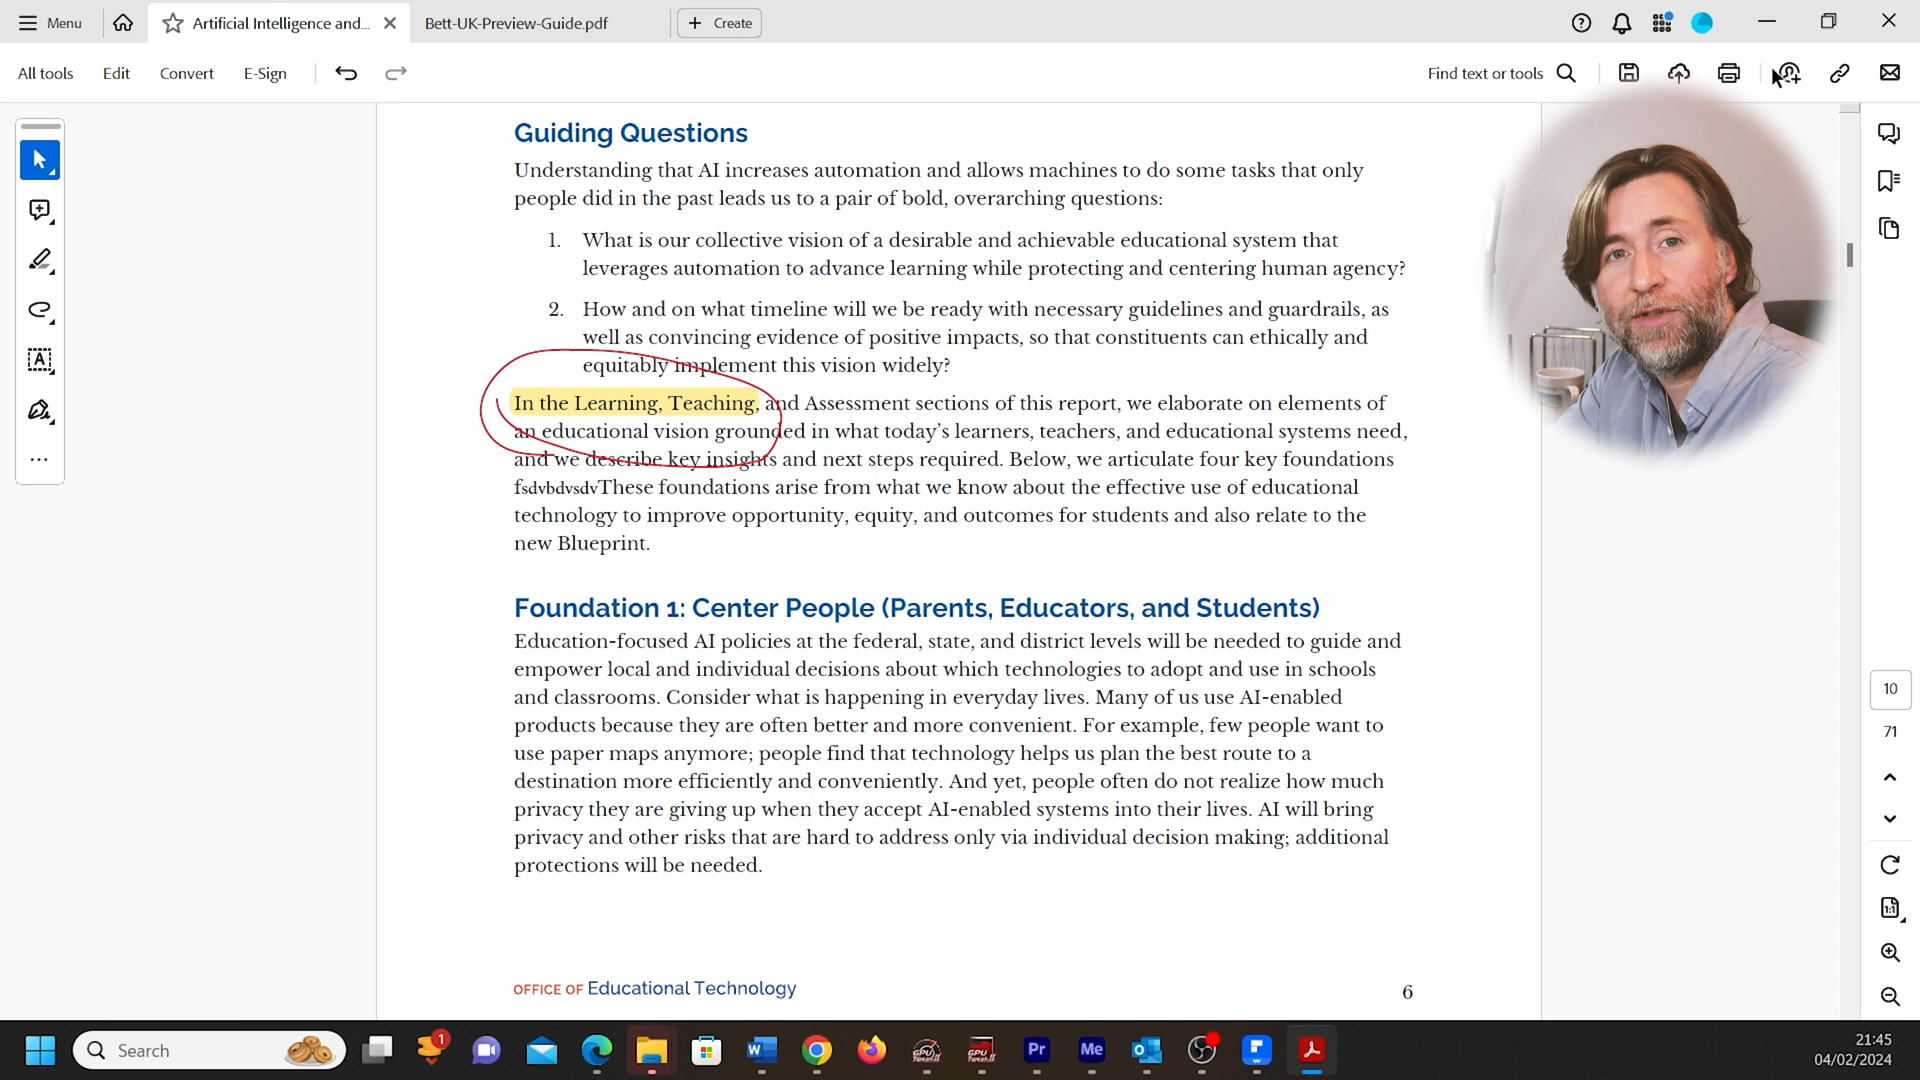 Menu
Artificial Intelligence and...
Bett-UK-Preview-Guide.pdf
Create
All tools
Edit
Convert
E-Sign
Find text or tools
Guiding Questions
Understanding that AI increases automation and allows machines to do some tasks that only
people did in the past leads us to a pair of bold, overarching questions:
1. What is our collective vision of a desirable and achievable educational system that
leverages automation to advance learning while protecting and centering human agency?
2. How and on what timeline will we be ready with necessary guidelines and guardrails, as
well as convincing evidence of positive impacts, so that constituents can ethically and
equitably implement this vision widely?
In the Learning, Teaching, and Assessment sections of this report, we elaborate on elements of
an educational vision grounded in what today's learners, teachers, and educational systems need,
and we describe key insights and next steps required. Below, we articulate four key foundations
fsdvbdvsdvThese foundations arise from what we know about the effective use of educational
technology to improve opportunity, equity, and outcomes for students and also relate to the
new Blueprint.
Foundation 1: Center People (Parents, Educators, and Students)
Education-focused AI policies at the federal, state, and district levels will be needed to guide and
empower local and individual decisions about which technologies to adopt and use in schools
and classrooms. Consider what is happening in everyday lives. Many of us use AI-enabled
products because they are often better and more convenient. For example, few people want to
use paper maps anymore; people find that technology helps us plan the best route to a
destination more efficiently and conveniently. And yet, people often do not realize how much
privacy they are giving up when they accept AI-enabled systems into their lives. AI will bring
privacy and other risks that are hard to address only via individual decision making; additional
protections will be needed.
OFFICE OF Educational Technology
6
10
71
1:1
Search
1
W
GPU
GPU
Pr
Me
21:45
04/02/2024